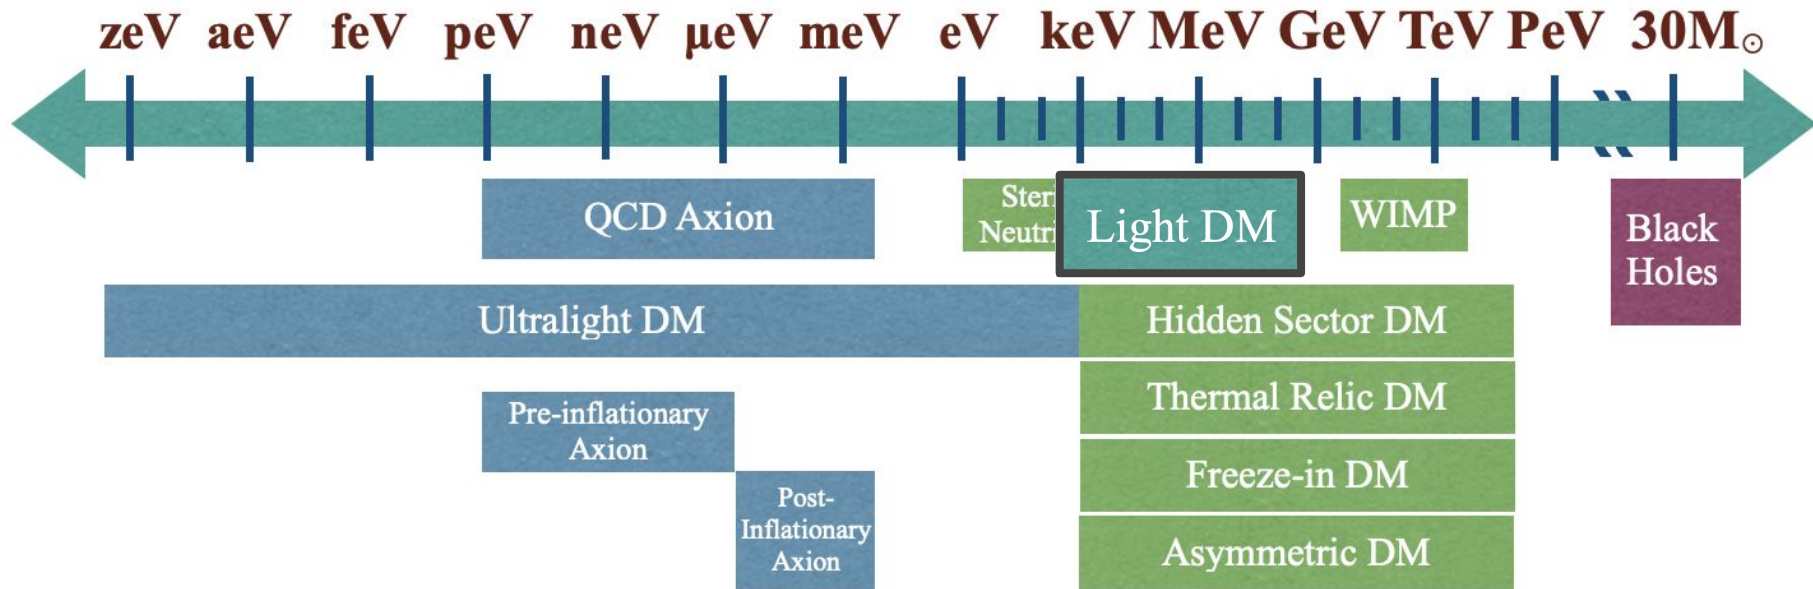 zeV aeV feV peV neV μeV meV eV keV MeV GeV TeV PeV 30M☉
QCD Axion
Steri
Neutri
Light DM
WIMP
Black
Holes
Ultralight DM
Hidden Sector DM
Pre-inflationary
Axion
Thermal Relic DM
Post-
Inflationary
Axion
Freeze-in DM
Asymmetric DM